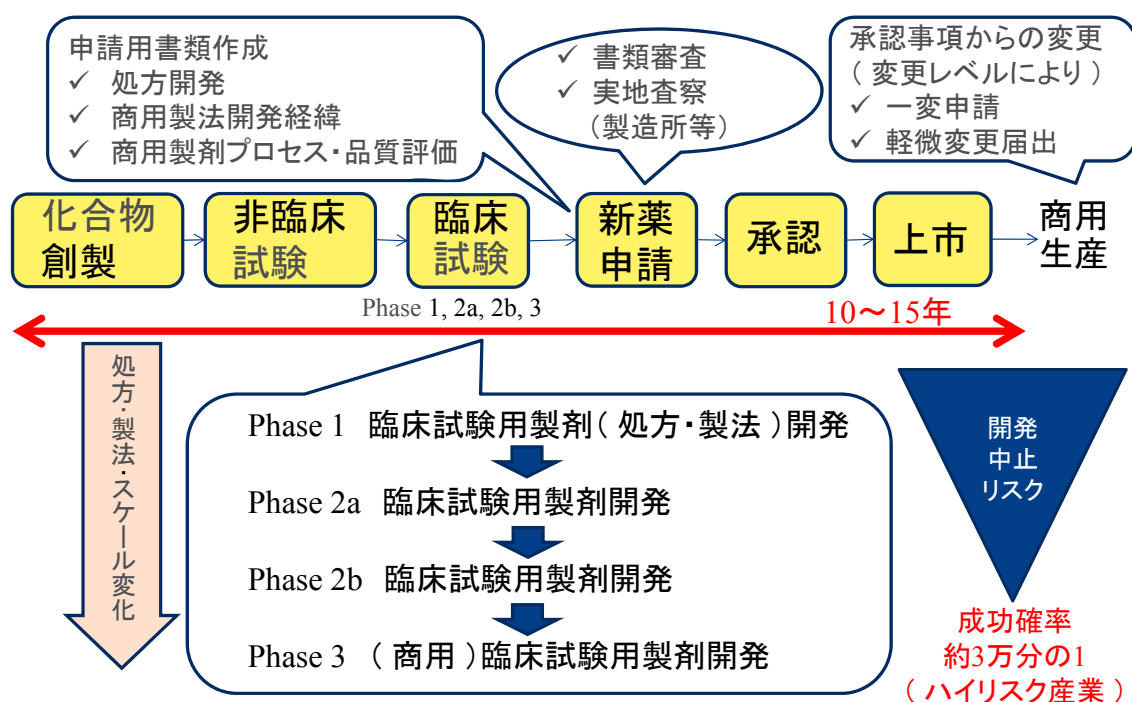 申請用書類作成
✓ 処方開発
✓ 商用製法開発経緯
✓ 商用製剤プロセス・品質評価
✓ 書類審査
✓ 実地査察
(製造所等)
承認事項からの変更
( 変更レベルにより )
✓ 一変申請
✓ 軽微変更届出
化合物
創製
非臨床
試験
臨床
試験
新薬
申請
承認
上市
商用
生産
Phase 1, 2a, 2b, 3
10～15年
処方・製法・スケール変化
Phase 1 臨床試験用製剤( 処方・製法 )開発
Phase 2a 臨床試験用製剤開発
Phase 2b 臨床試験用製剤開発
Phase 3 ( 商用 )臨床試験用製剤開発
開発
中止
リスク
成功確率
約3万分の1
( ハイリスク産業 )